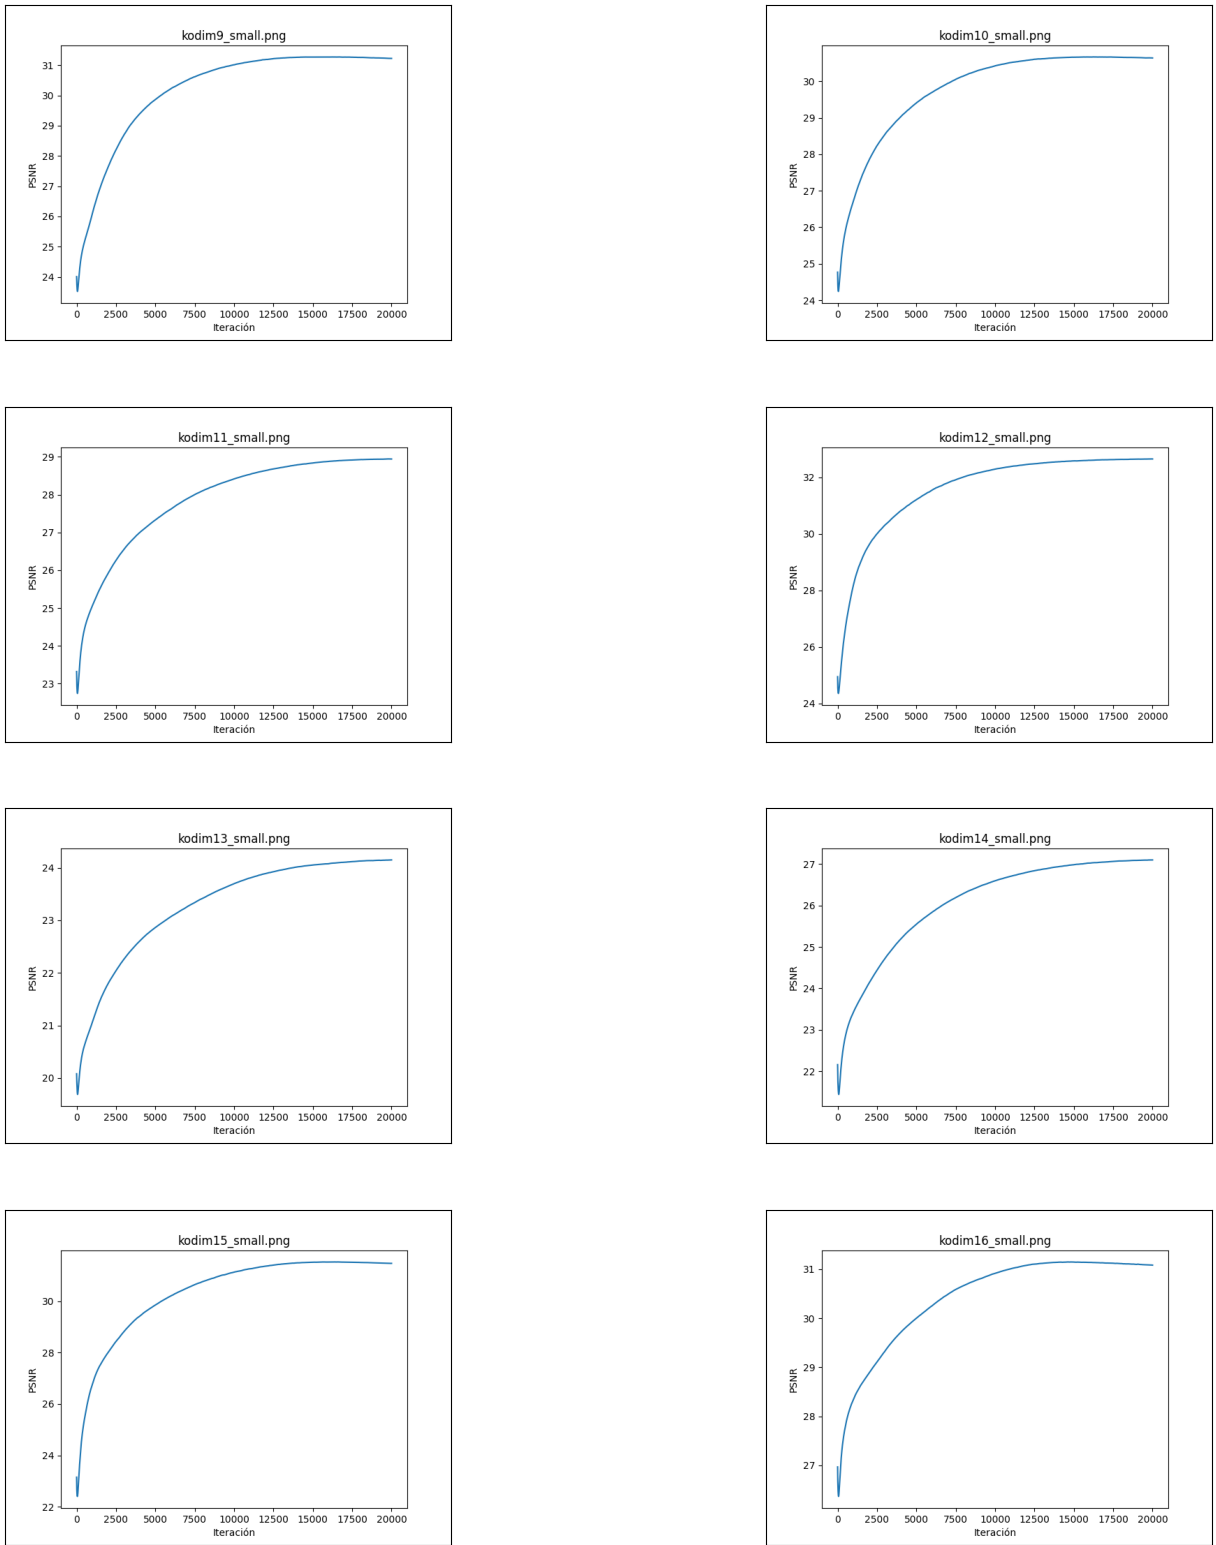 kodim9_small.png
31
30
29
28
27
26
25
24
PSNR
0 2500 5000 7500 10000 12500 15000 17500 20000
Iteración
kodim10_small.png
30
29
28
27
26
25
24
PSNR
0 2500 5000 7500 10000 12500 15000 17500 20000
Iteración
kodim11_small.png
29
28
27
26
25
24
23
PSNR
0 2500 5000 7500 10000 12500 15000 17500 20000
Iteración
kodim12_small.png
32
30
28
26
24
PSNR
0 2500 5000 7500 10000 12500 15000 17500 20000
Iteración
kodim13_small.png
24
23
22
21
20
PSNR
0 2500 5000 7500 10000 12500 15000 17500 20000
Iteración
kodim14_small.png
27
26
25
24
23
22
PSNR
0 2500 5000 7500 10000 12500 15000 17500 20000
Iteración
kodim15_small.png
30
28
26
24
22
PSNR
0 2500 5000 7500 10000 12500 15000 17500 20000
Iteración
kodim16_small.png
31
30
29
28
27
PSNR
0 2500 5000 7500 10000 12500 15000 17500 20000
Iteración